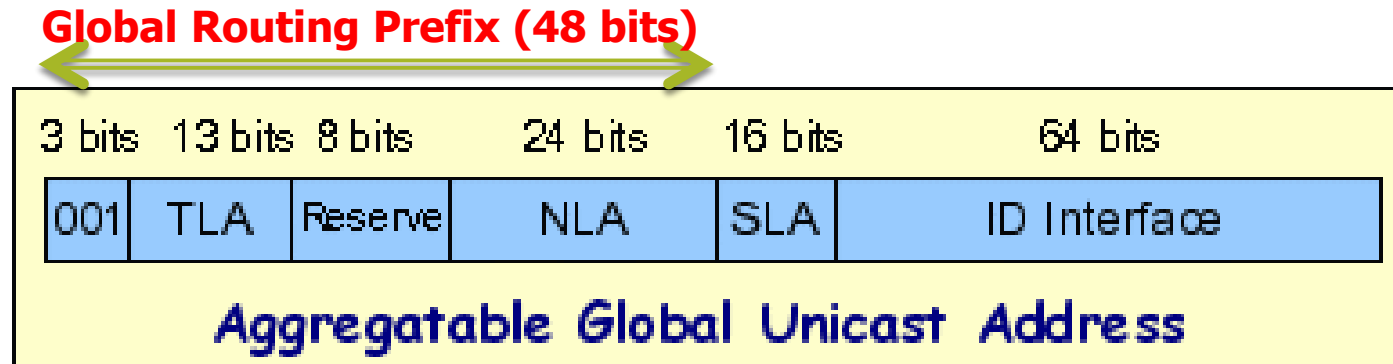 Global Routing Prefix (48 bits)
3 bits 13 bits 8 bits 24 bits 16 bits 64 bits
001 TLA Reserve NLA SLA ID Interface
Aggregatable Global Unicast Address